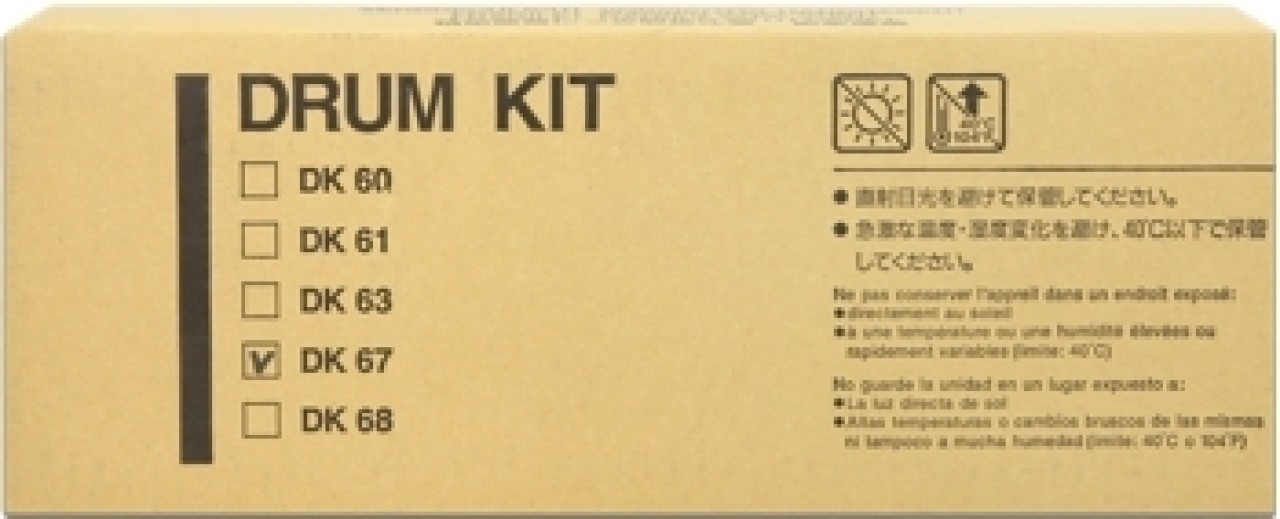 DRUM KIT
DK 60
DK 61
DK 63
DK 67
DK 68
40°C
104°F
● 直射日光を避けて保管してください。
● 急激な温度・湿度変化を避け、40℃以下で保管
してください。
Ne pas conserver l'appreil dans un endroit exposé:
●directement au soleil
●à une température ou une humidité élevées ou
rapidement variables (limite: 40°C)
No guarde la unidad en un lugar expuesto a:
●La luz directa de sol
●Altas temperaturas o cambios bruscos de las mismas
ni tampoco a mucha humedad (limite: 40°C o 104°F)